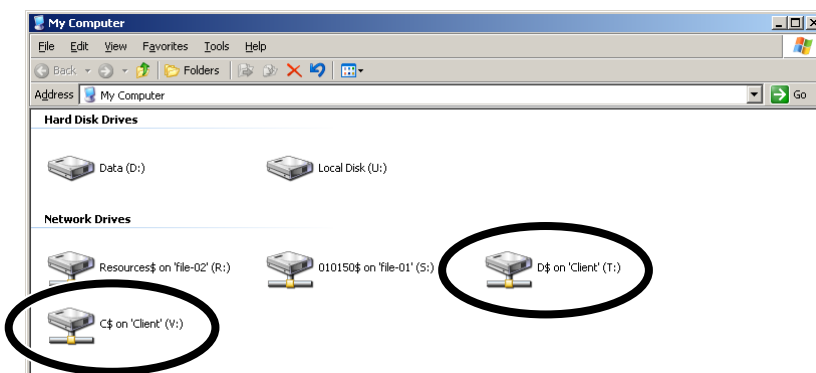 My Computer
File Edit View Favorites Tools Help
Back Folders
Address My Computer Go
Hard Disk Drives
Data (D:) Local Disk (U:)
Network Drives
Resources$ on 'file-02' (R:) 010150$ on 'file-01' (S:) D$ on 'Client' (T:)
C$ on 'Client' (V:)